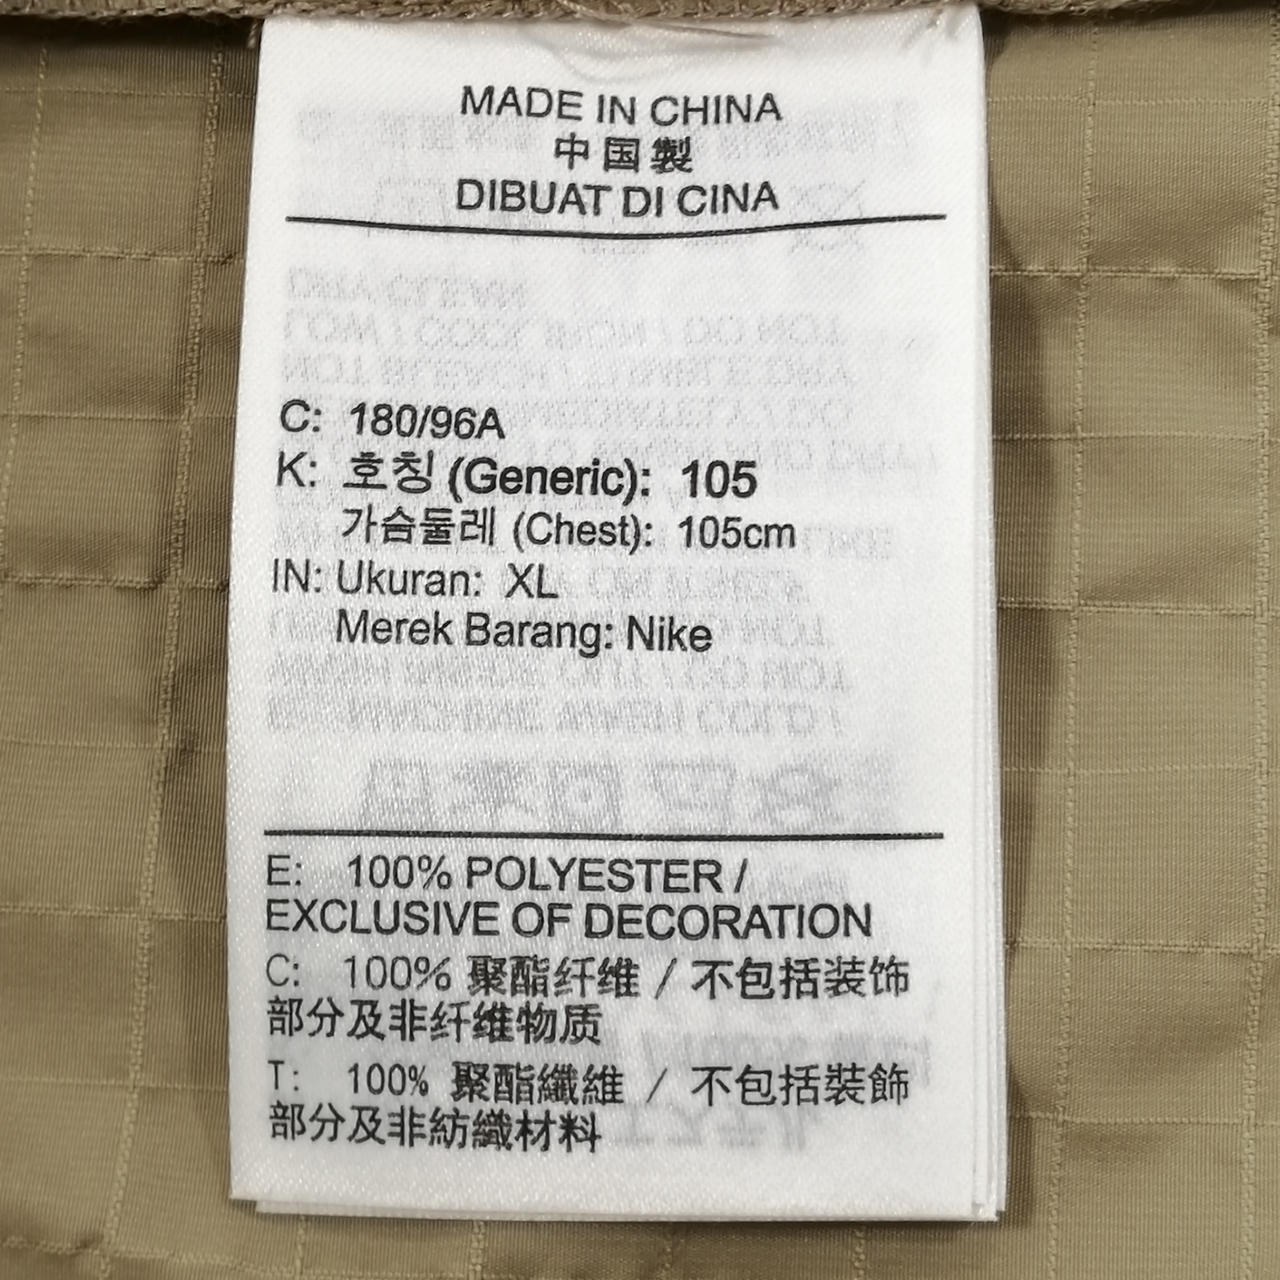 MADE IN CHINA
中国製
DIBUAT DI CINA
C: 180/96A
K: 호칭 (Generic): 105
가슴둘레 (Chest): 105cm
IN: Ukuran: XL
Merek Barang: Nike
E: 100% POLYESTER /
EXCLUSIVE OF DECORATION
C: 100% 聚酯纤维 / 不包括装饰
部分及非纤维物质
T: 100% 聚酯纖維 / 不包括裝飾
部分及非紡織材料